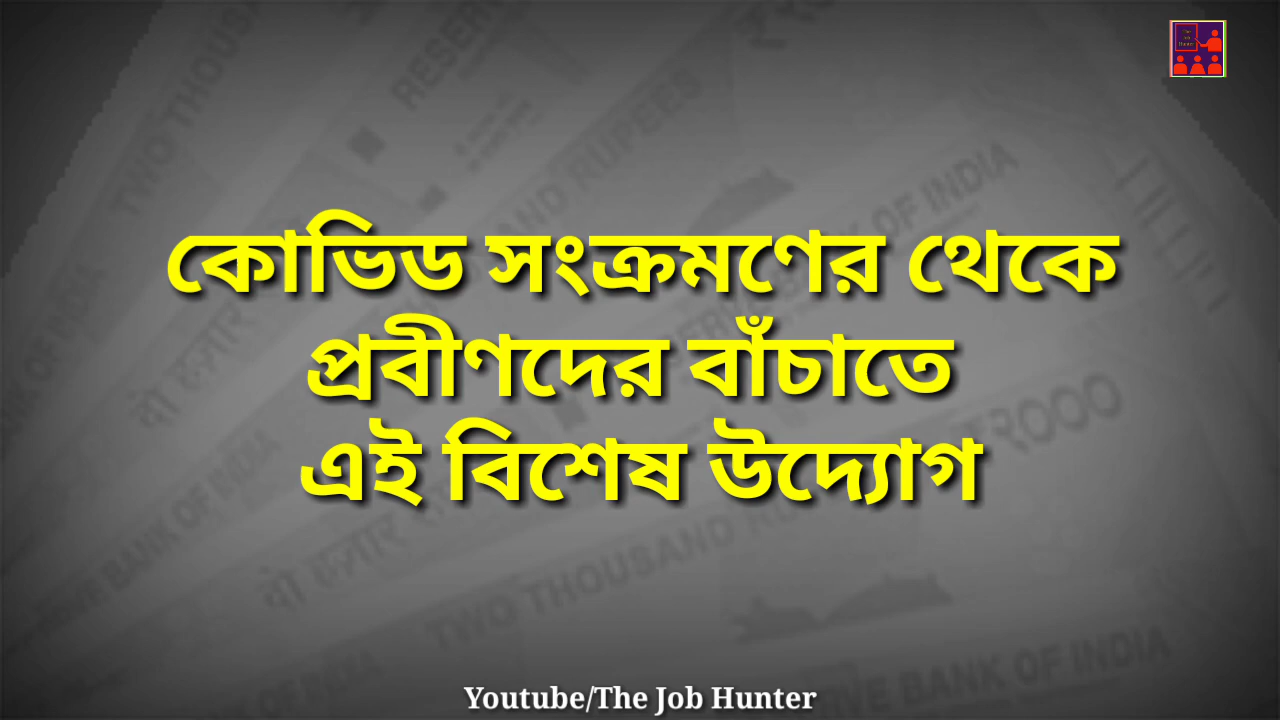 কোভিড সংক্রমণের থেকে
প্রবীণদের বাঁচাতে
এই বিশেষ উদ্যোগ
Youtube/The Job Hunter